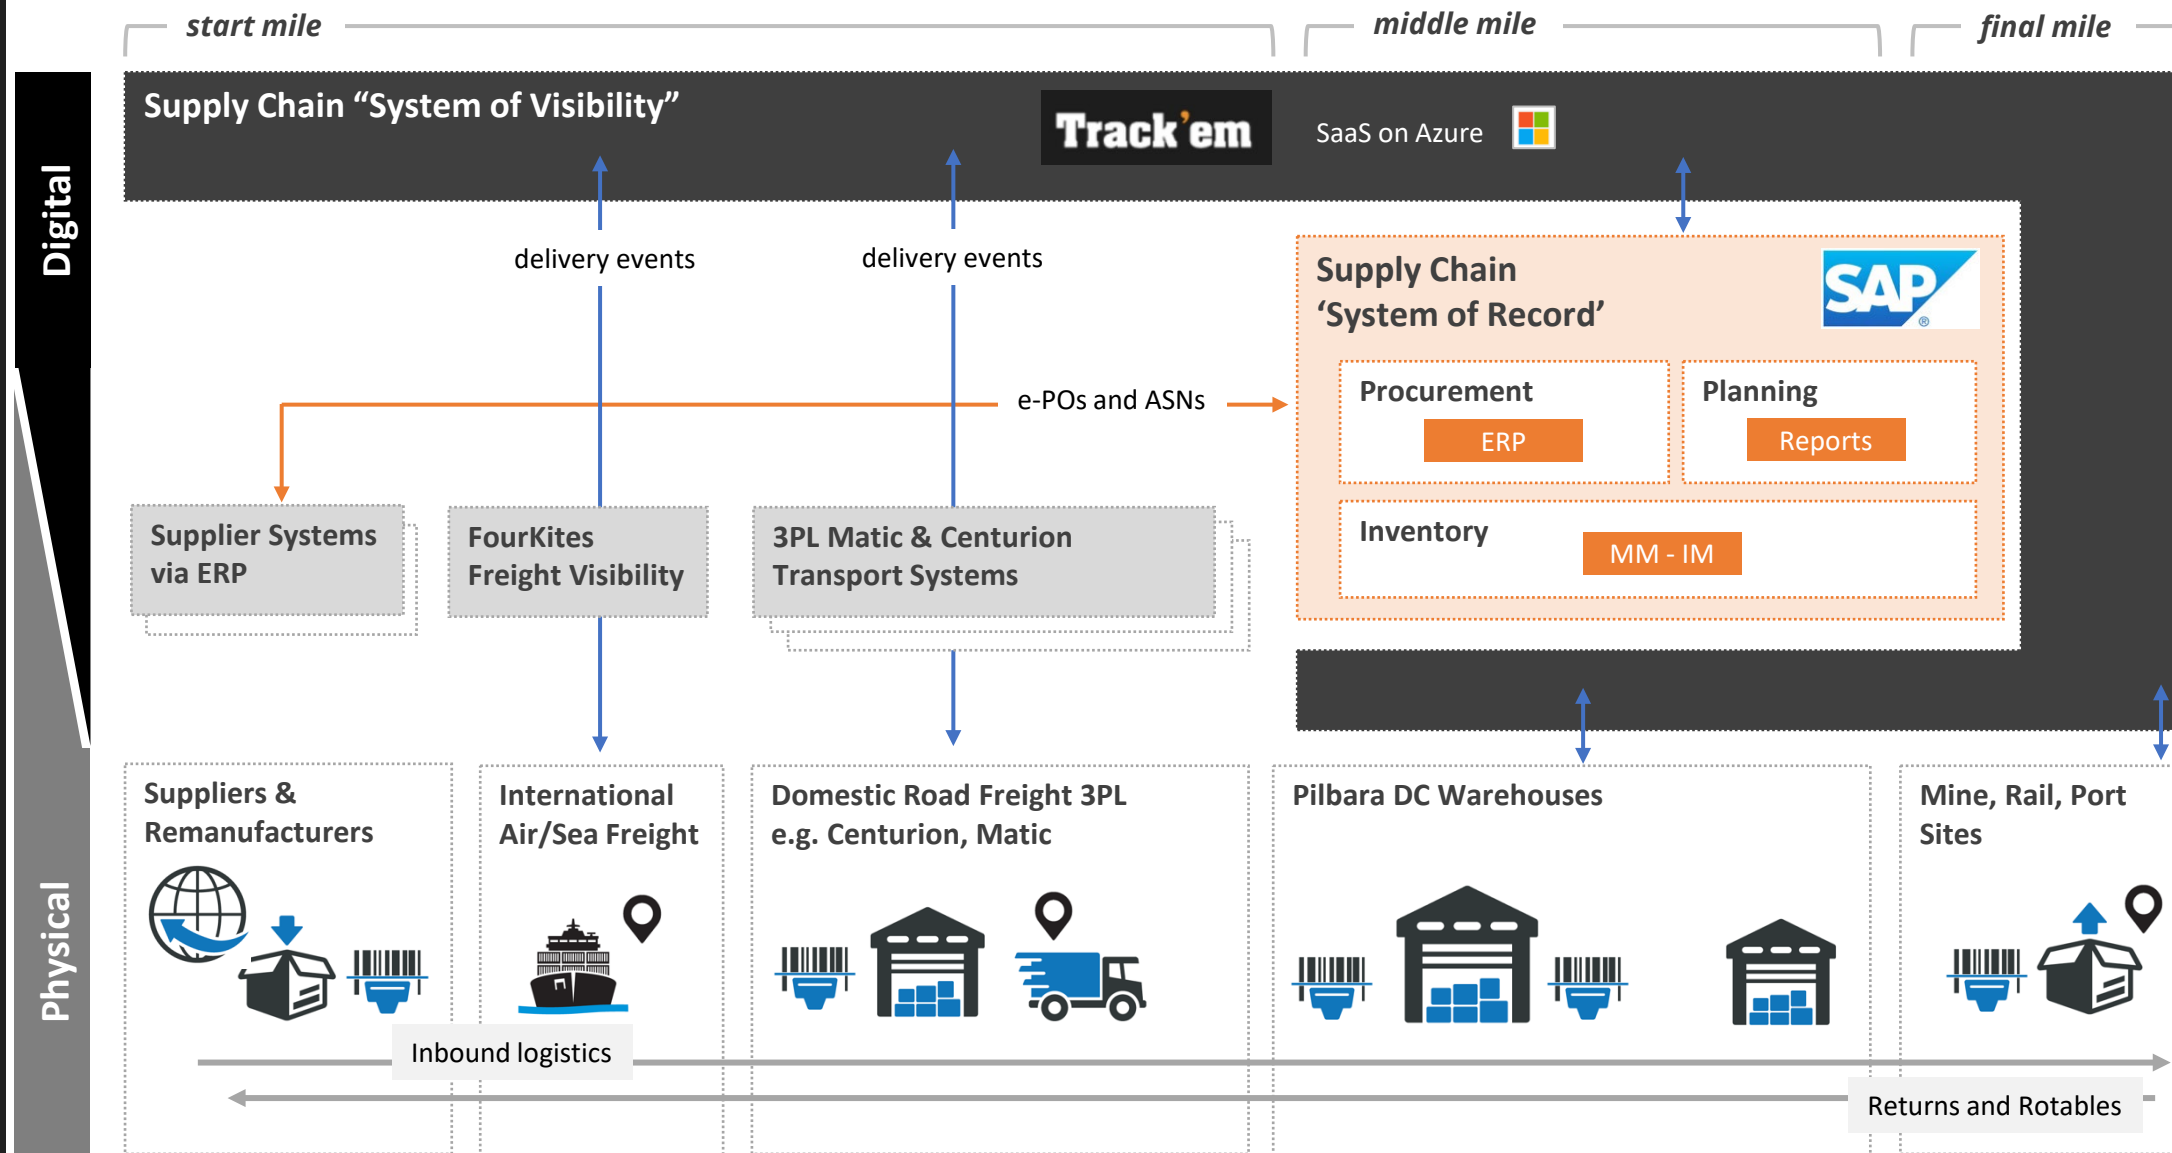 start mile
middle mile
final mile
Digital
Supply Chain “System of Visibility”
Track'em
SaaS on Azure
delivery events
delivery events
Supply Chain
‘System of Record’
SAP
®
e-POs and ASNs
Procurement
ERP
Planning
Reports
Inventory
MM - IM
Supplier Systems
via ERP
FourKites
Freight Visibility
3PL Matic & Centurion
Transport Systems
Physical
Suppliers &
Remanufacturers
International
Air/Sea Freight
Domestic Road Freight 3PL
e.g. Centurion, Matic
Pilbara DC Warehouses
Mine, Rail, Port
Sites
Inbound logistics
Returns and Rotables